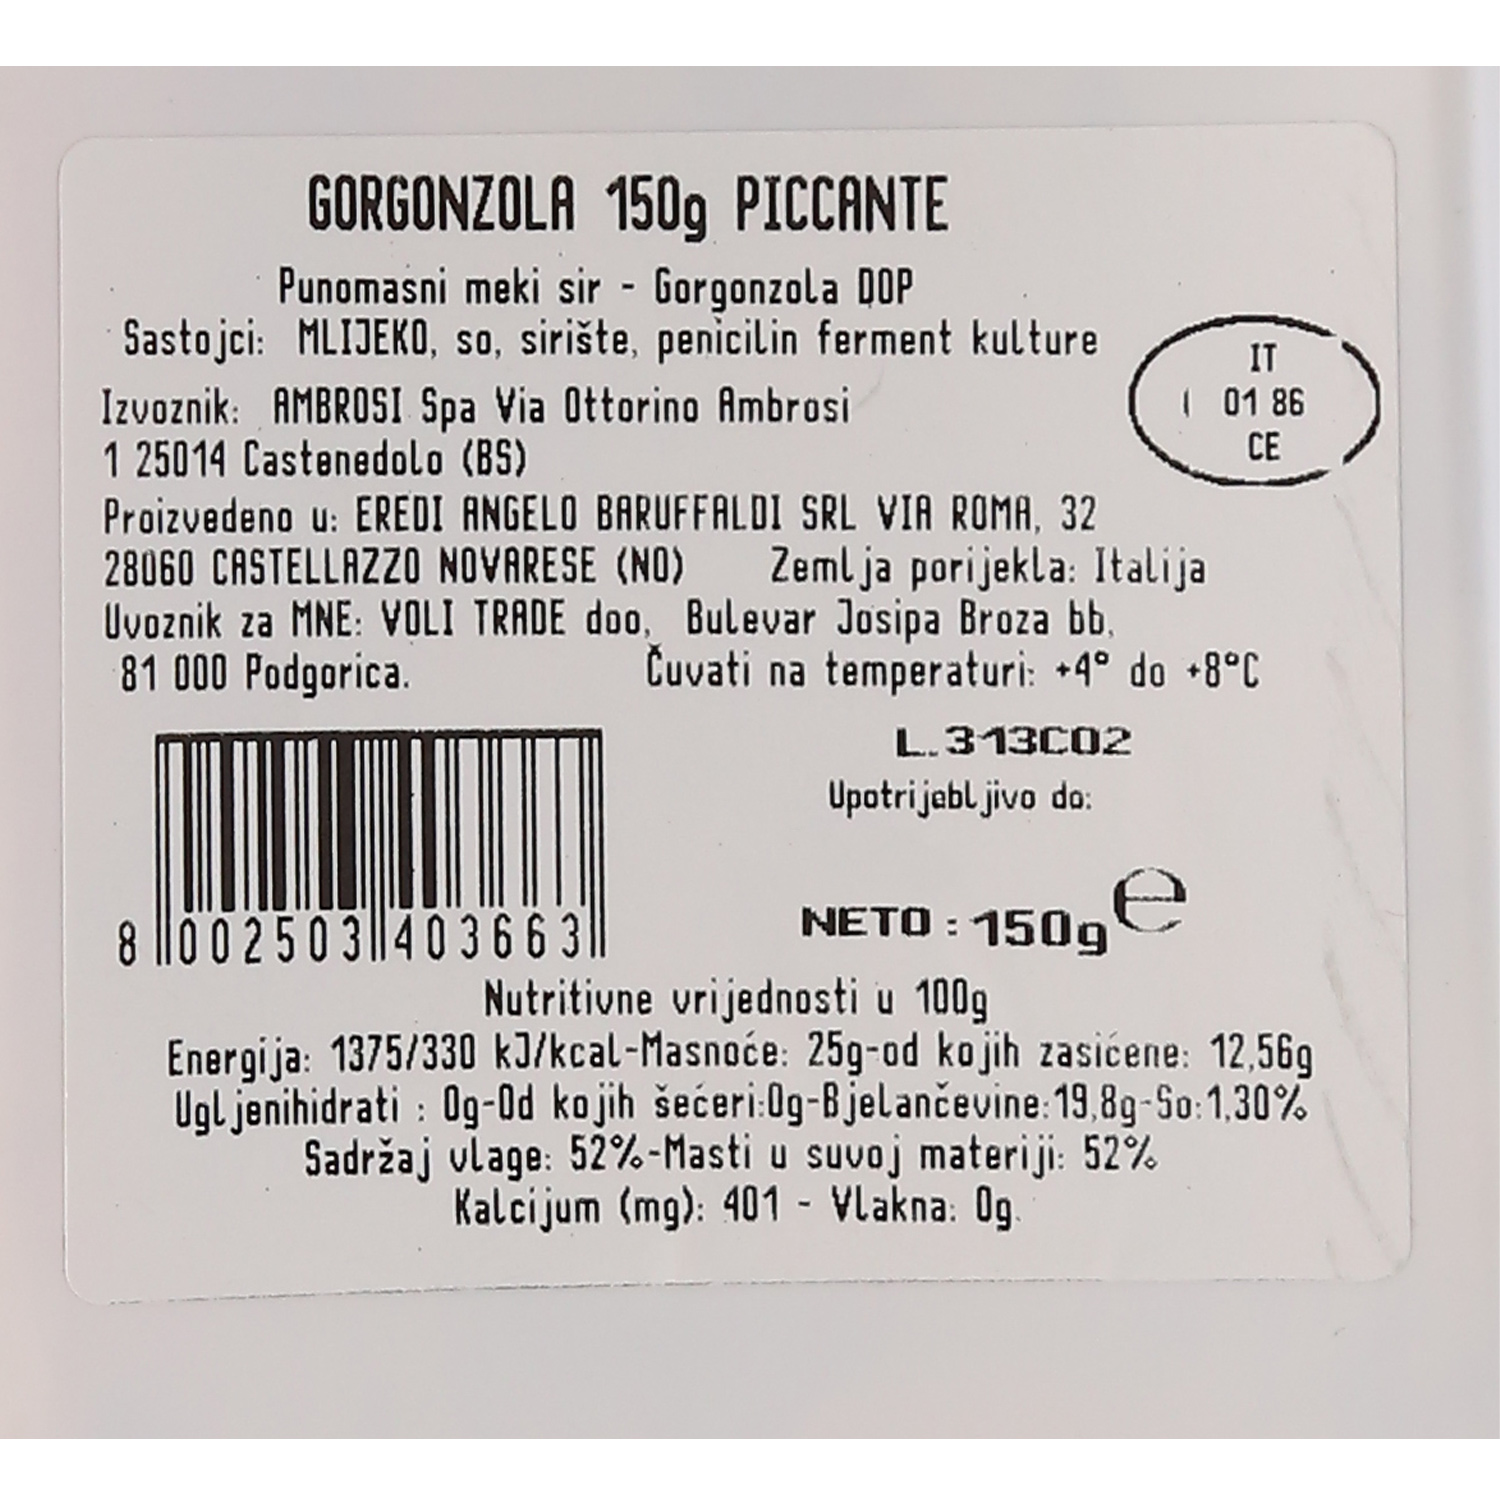 GORGONZOLA 150g PICCANTE
Punomasni meki sir - Gorgonzola DOP
Sastojci: MLIJEKO, so, sirište, penicilin ferment kulture
IT
01 86
CE
Izvoznik: AMBROSI Spa Via Ottorino Ambrosi
1 25014 Castenedolo (BS)
Proizvedeno u: EREDI ANGELO BARUFFALDI SRL VIA ROMA, 32
28060 CASTELLAZZO NOVARESE (NO) Zemlja porijekla: Italija
Uvoznik za MNE: VOLI TRADE doo, Bulevar Josipa Broza bb,
81 000 Podgorica. Čuvati na temperaturi: +4° do +8°C
L.313C02
Upotrijebljivo do:
NETO : 150g e
8 002503 403663
Nutritivne vrijednosti u 100g
Energija: 1375/330 kJ/kcal-Masnoće: 25g-od kojih zasićene: 12,56g
Ugljenihidrati : 0g-Od kojih šećeri:0g-Bjelančevine:19,8g-So:1,30%
Sadržaj vlage: 52%-Masti u suvoj materiji: 52%
Kalcijum (mg): 401 - Vlakna: 0g.